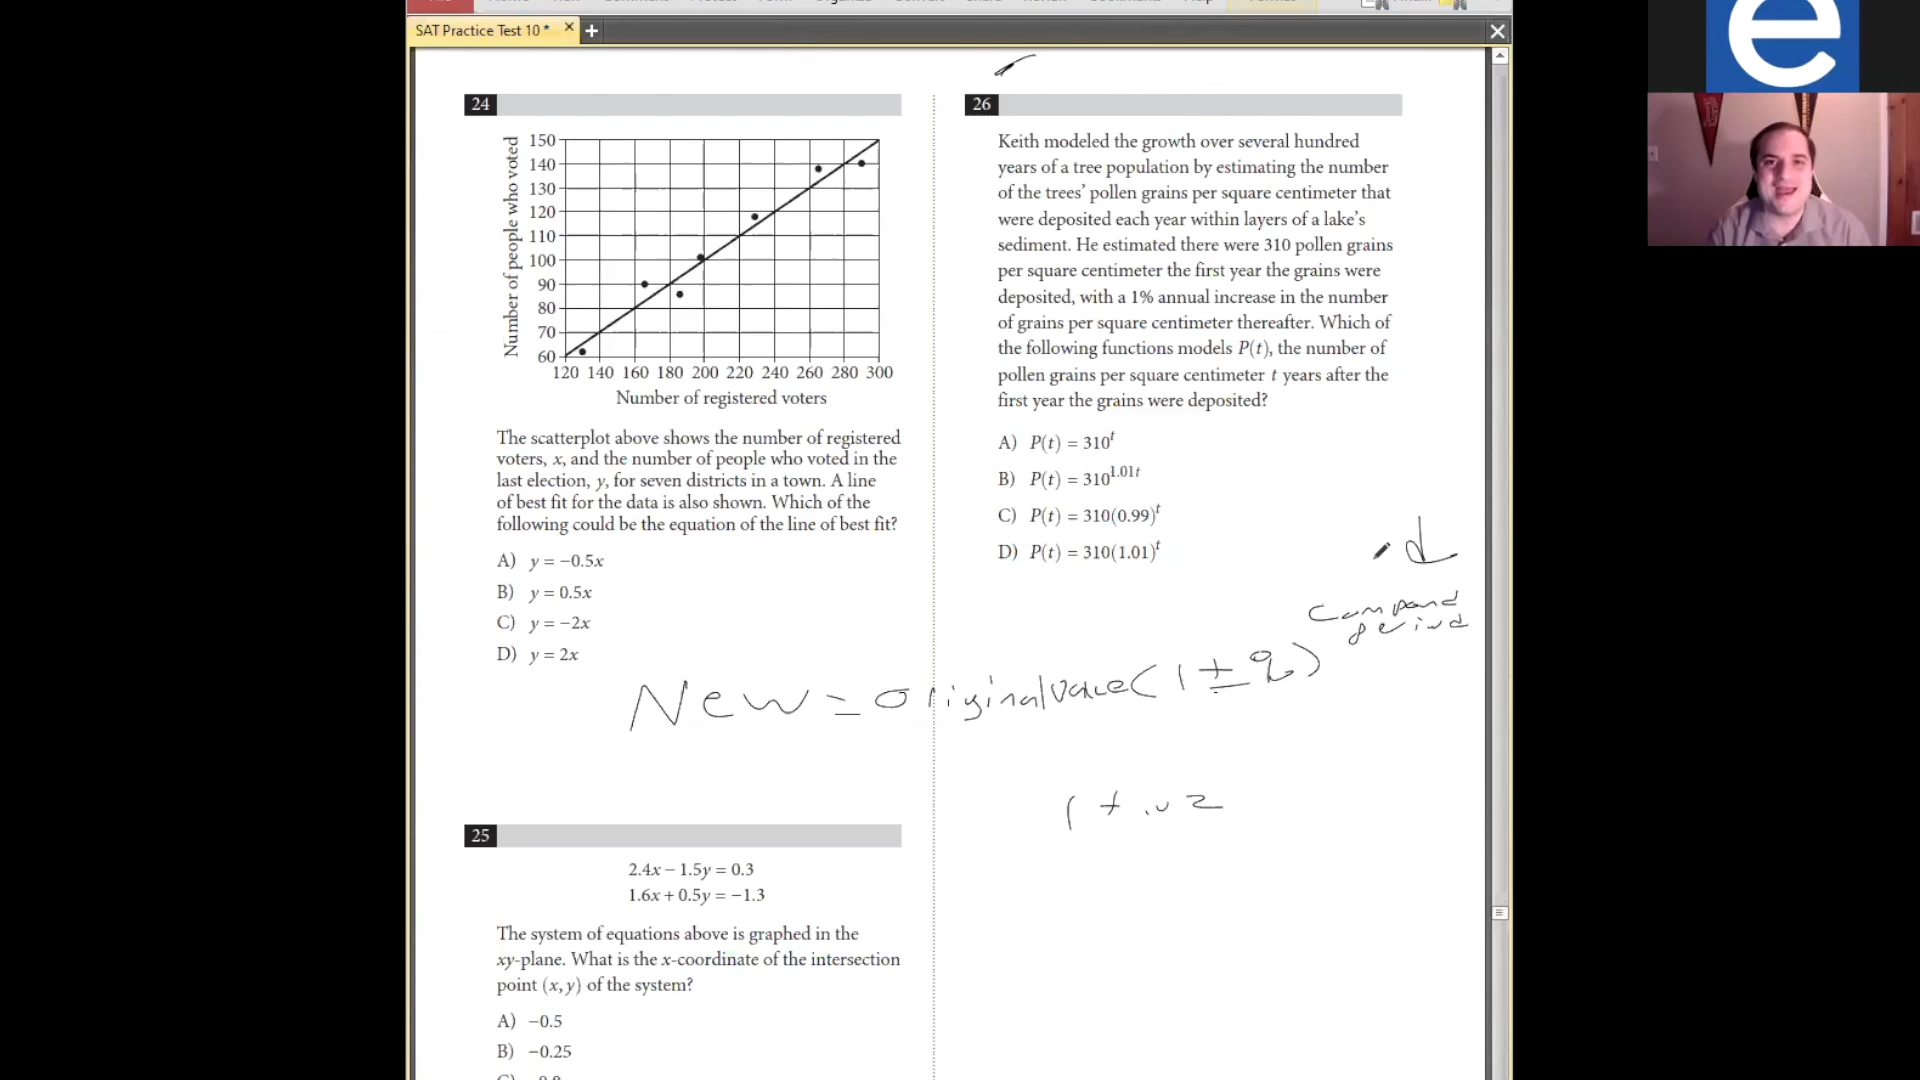 SAT Practice Test 10 *
24
150
140
130
120
110
100
90
80
70
60
120 140 160 180 200 220 240 260 280 300
Number of people who voted
Number of registered voters
The scatterplot above shows the number of registered
voters, x, and the number of people who voted in the
last election, y, for seven districts in a town. A line
of best fit for the data is also shown. Which of the
following could be the equation of the line of best fit?
A) y = −0.5x
B) y = 0.5x
C) y = −2x
D) y = 2x
25
2.4x − 1.5y = 0.3
1.6x + 0.5y = −1.3
The system of equations above is graphed in the
xy-plane. What is the x-coordinate of the intersection
point (x, y) of the system?
A) −0.5
B) −0.25
26
Keith modeled the growth over several hundred
years of a tree population by estimating the number
of the trees’ pollen grains per square centimeter that
were deposited each year within layers of a lake’s
sediment. He estimated there were 310 pollen grains
per square centimeter the first year the grains were
deposited, with a 1% annual increase in the number
of grains per square centimeter thereafter. Which of
the following functions models P(t), the number of
pollen grains per square centimeter t years after the
first year the grains were deposited?
A) P(t) = 310^t
B) P(t) = 310^1.01t
C) P(t) = 310(0.99)^t
D) P(t) = 310(1.01)^t
compound
period
New = original value (1 ± %)
1 + .02
e